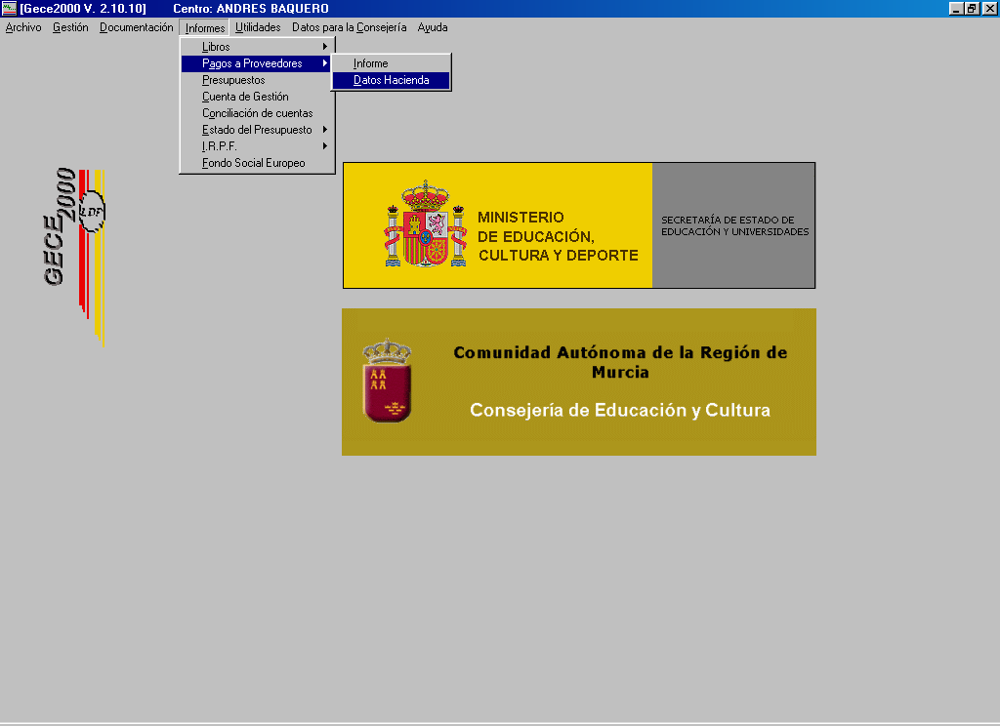 [Gece2000 V. 2.10.10] Centro: ANDRES BAQUERO
Archivo Gestión Documentación Informes Utilidades Datos para la Consejería Ayuda
Libros
Pagos a Proveedores
Presupuestos
Cuenta de Gestión
Conciliación de cuentas
Estado del Presupuesto
I.R.P.F.
Fondo Social Europeo
Informe
Datos Hacienda
GECE
2000
LDP
MINISTERIO
DE EDUCACIÓN,
CULTURA Y DEPORTE
SECRETARÍA DE ESTADO DE
EDUCACIÓN Y UNIVERSIDADES
Comunidad Autónoma de la Región de
Murcia
Consejería de Educación y Cultura